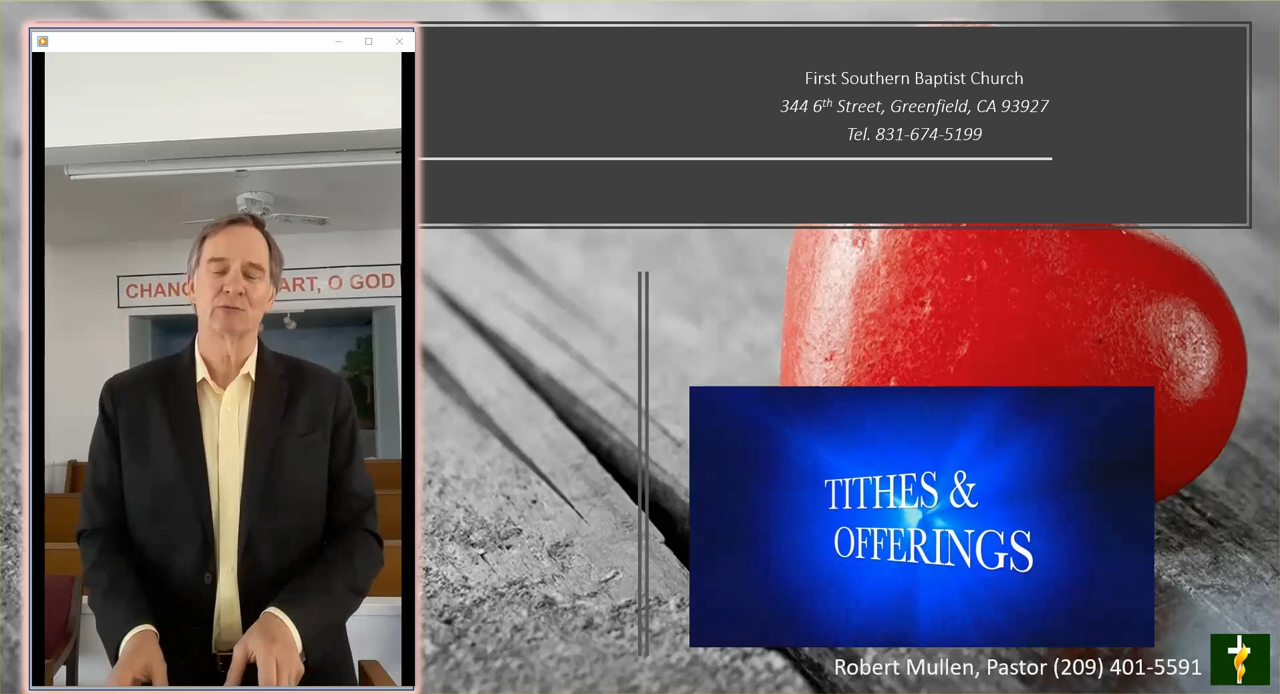 First Southern Baptist Church
344 6th Street, Greenfield, CA 93927
Tel. 831-674-5199
ART, O GOD
TITHES &
OFFERINGS
Robert Mullen, Pastor (209) 401-5591